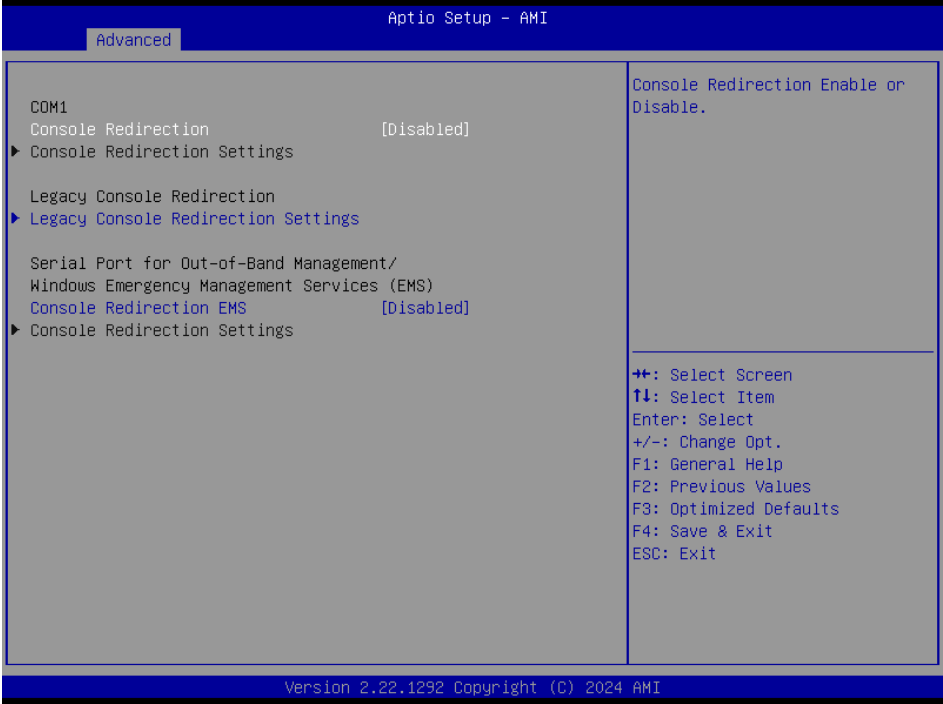 Aptio Setup – AMI
Advanced
COM1
Console Redirection [Disabled]
Console Redirection Settings
Legacy Console Redirection
Legacy Console Redirection Settings
Serial Port for Out-of-Band Management/
Windows Emergency Management Services (EMS)
Console Redirection EMS [Disabled]
Console Redirection Settings
Console Redirection Enable or
Disable.
→←: Select Screen
↑↓: Select Item
Enter: Select
+/-: Change Opt.
F1: General Help
F2: Previous Values
F3: Optimized Defaults
F4: Save & Exit
ESC: Exit
Version 2.22.1292 Copyright (C) 2024 AMI